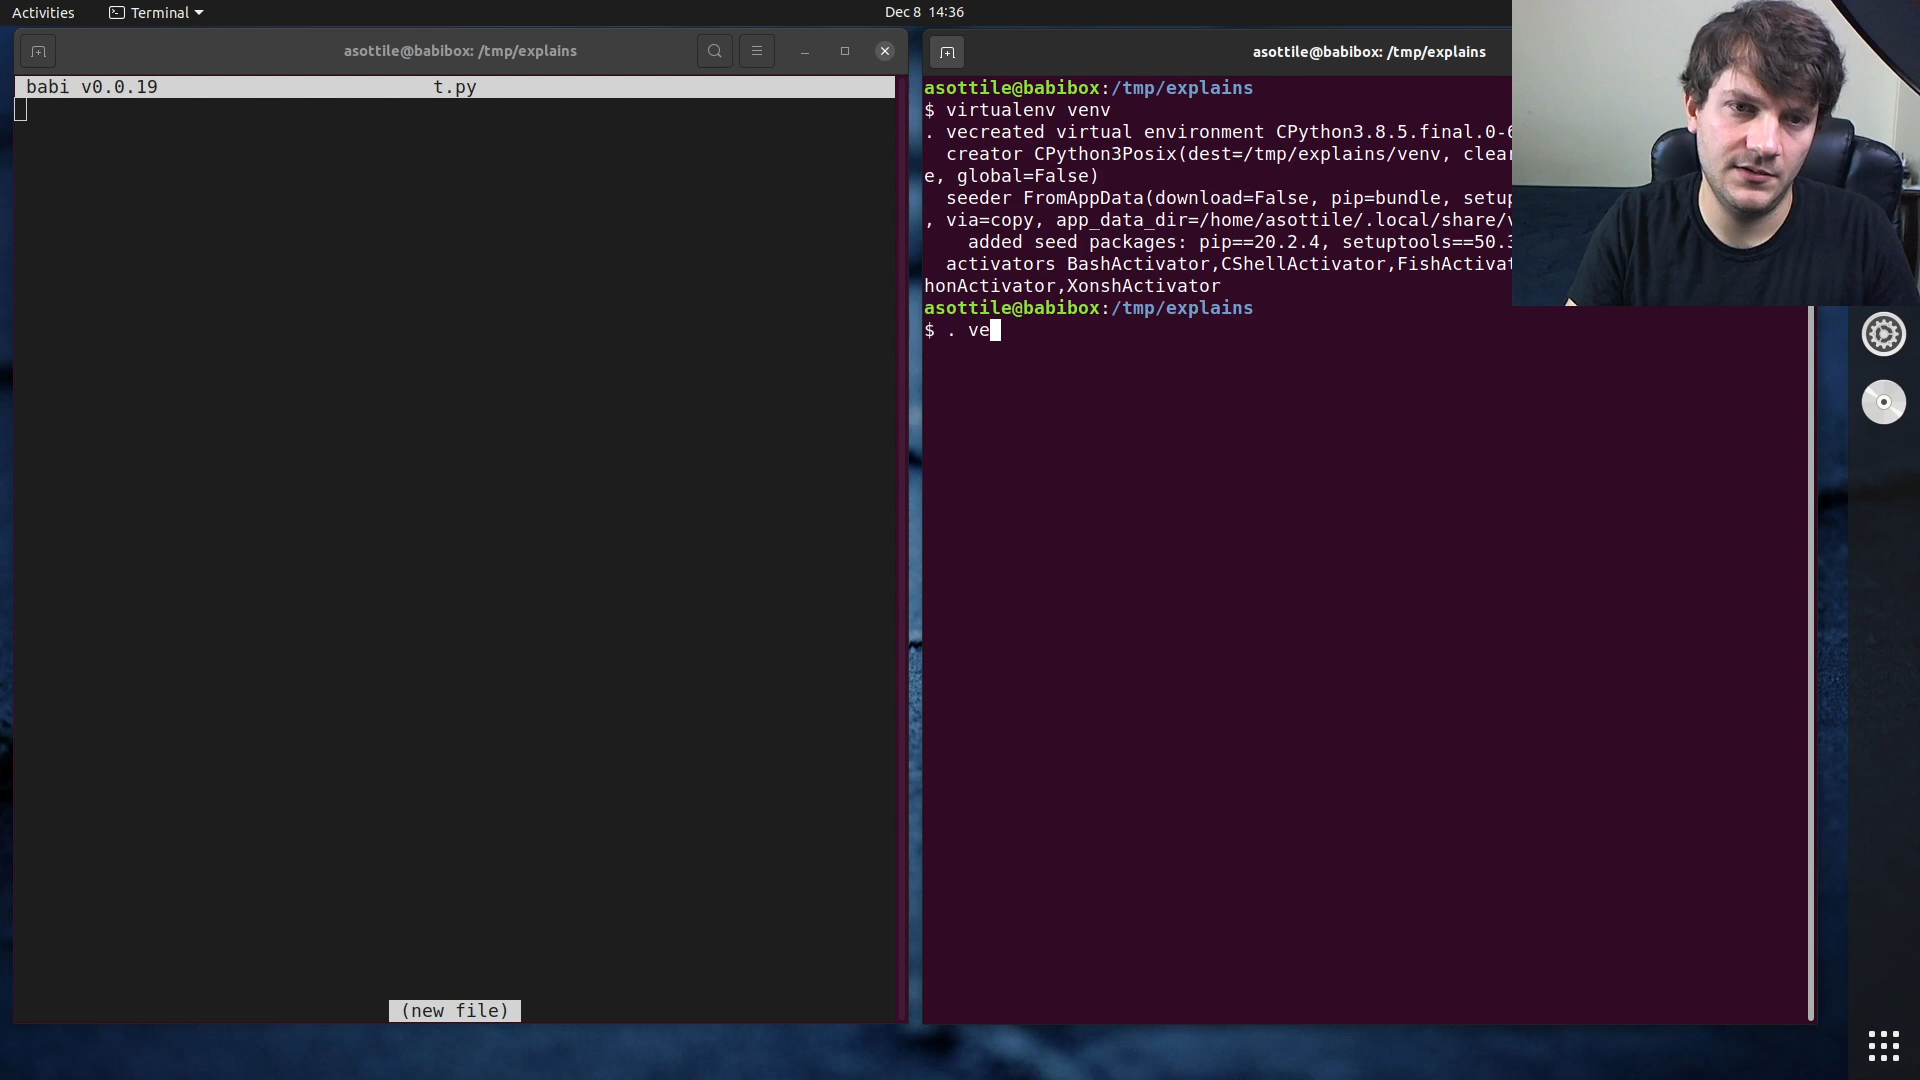 Activities
Terminal
Dec 8 14:36
asottile@babibox: /tmp/explains
babi v0.0.19 t.py
(new file)
asottile@babibox: /tmp/explains
asottile@babibox:/tmp/explains
$ virtualenv venv
. vecreated virtual environment CPython3.8.5.final.0-6
creator CPython3Posix(dest=/tmp/explains/venv, clear
e, global=False)
seeder FromAppData(download=False, pip=bundle, setup
, via=copy, app_data_dir=/home/asottile/.local/share/v
added seed packages: pip==20.2.4, setuptools==50.3
activators BashActivator,CShellActivator,FishActivat
honActivator,XonshActivator
asottile@babibox:/tmp/explains
$ . ve